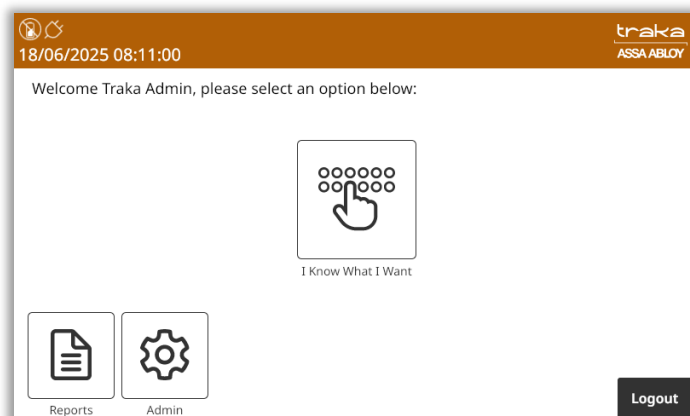 18/06/2025 08:11:00
traka
ASSA ABLOY
Welcome Traka Admin, please select an option below:
I Know What I Want
Reports
Admin
Logout